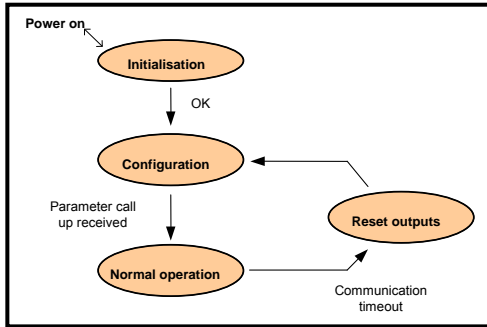 Power on
Initialisation
OK
Configuration
Parameter call
up received
Reset outputs
Normal operation
Communication
timeout